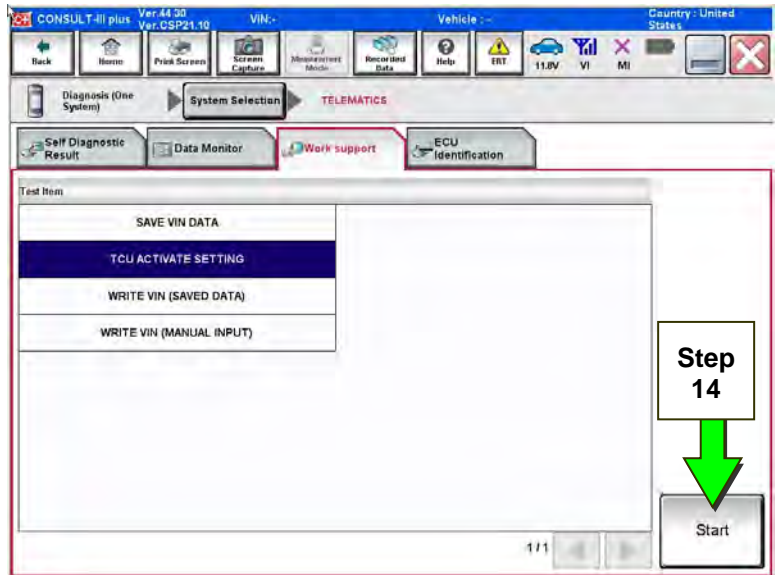 CONSULT-III plus Ver.44.30 Ver.CSP21.10 VIN:- Vehicle :- Country : United States
Back Home Print Screen Screen Capture Measurement Mode Recorded Data Help ERT 11.8V VI MI
Diagnosis (One System) System Selection TELEMATICS
Self Diagnostic Result Data Monitor Work support ECU Identification
Test Item
SAVE VIN DATA
TCU ACTIVATE SETTING
WRITE VIN (SAVED DATA)
WRITE VIN (MANUAL INPUT)
Step
14
Start
1/1